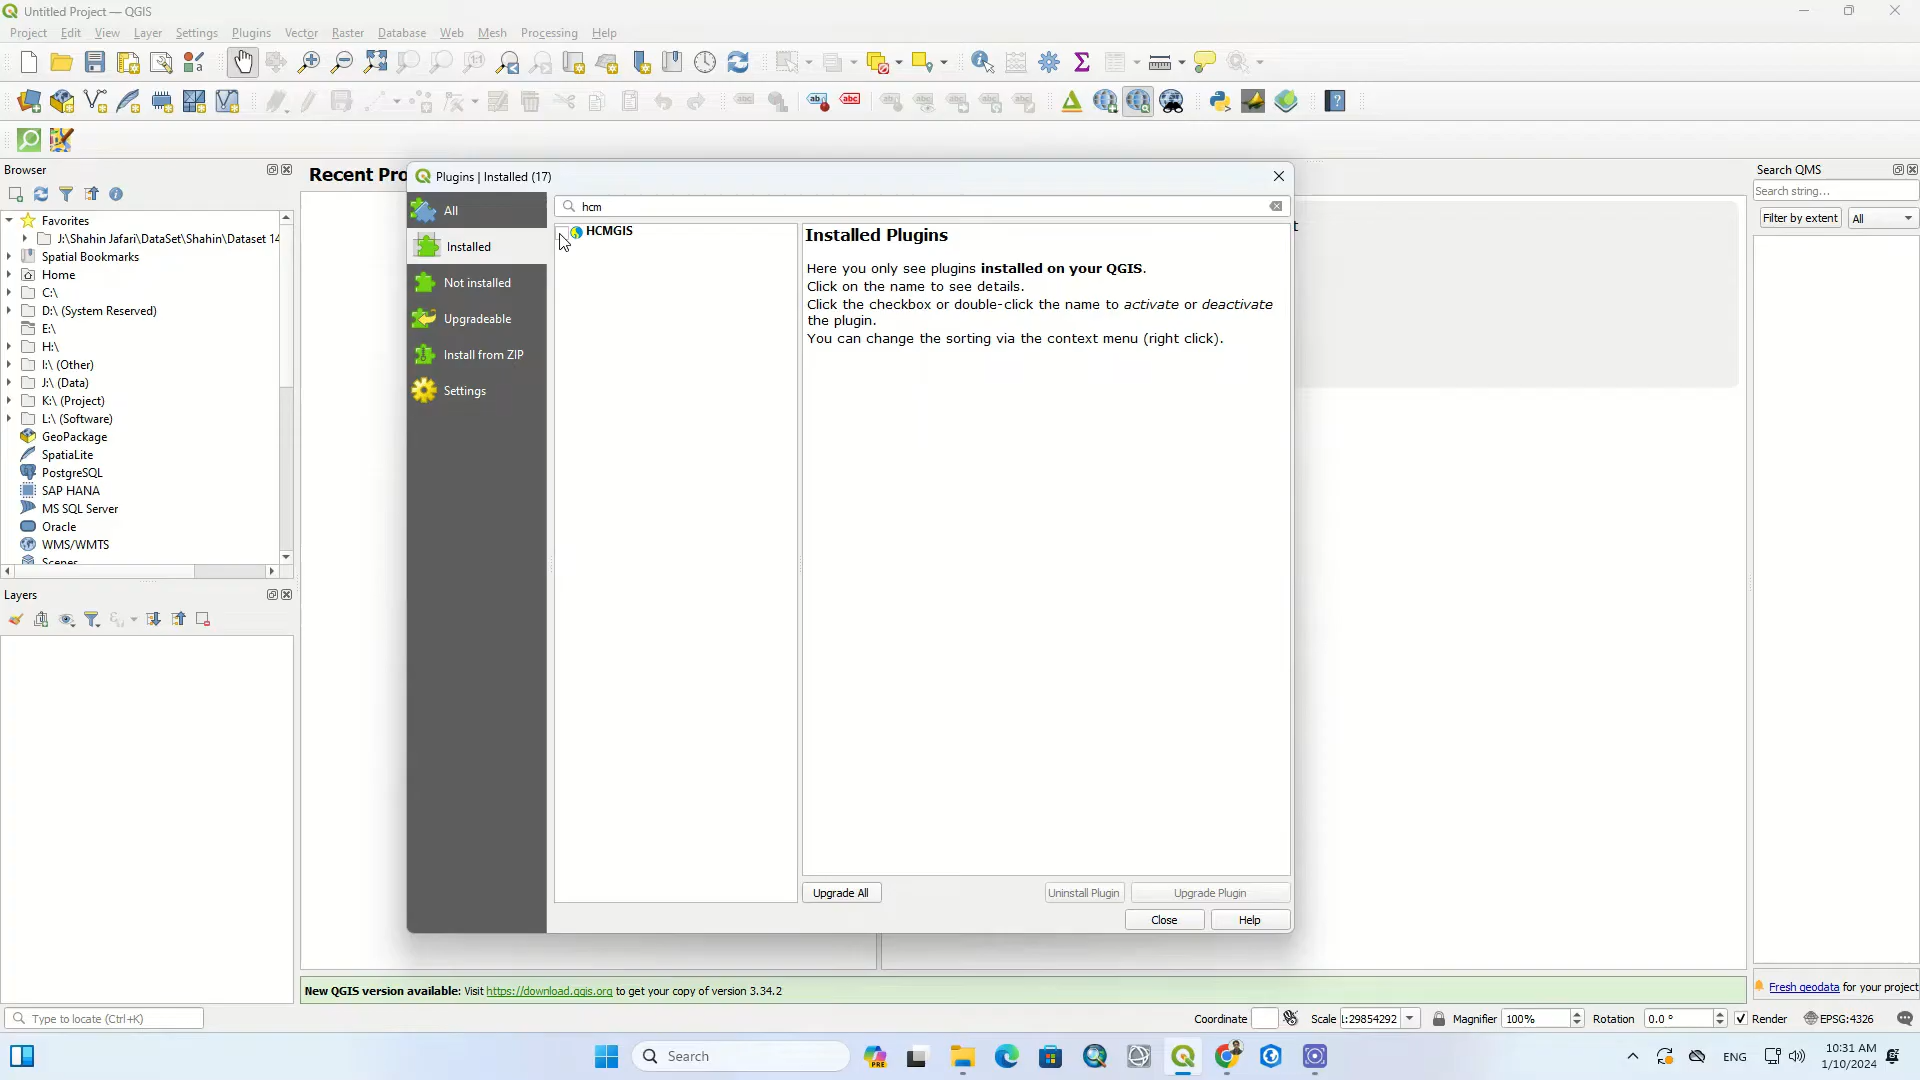 Untitled Project — QGIS
Project Edit View Layer Settings Plugins Vector Raster Database Web Mesh Processing Help
Browser
Favorites
J:\Shahin Jafari\DataSet\Shahin\Dataset 14
Spatial Bookmarks
Home
C:\
D:\ (System Reserved)
E:\
H:\
I:\ (Other)
J:\ (Data)
K:\ (Project)
L:\ (Software)
GeoPackage
SpatiaLite
PostgreSQL
SAP HANA
MS SQL Server
Oracle
WMS/WMTS
Scenes
Layers
Recent Pro
Plugins | Installed (17)
All
Installed
Not installed
Upgradeable
Install from ZIP
Settings
hcm
HCMGIS
Installed Plugins
Here you only see plugins installed on your QGIS.
Click on the name to see details.
Click the checkbox or double-click the name to activate or deactivate
the plugin.
You can change the sorting via the context menu (right click).
Upgrade All
Uninstall Plugin
Upgrade Plugin
Close
Help
Search QMS
Search string...
Filter by extent
All
Fresh geodata for your project
New QGIS version available: Visit https://download.qgis.org to get your copy of version 3.34.2
Type to locate (Ctrl+K)
Coordinate
Scale 1:29854292
Magnifier 100%
Rotation 0.0 °
Render
EPSG:4326
Search
PRE
ENG
10:31 AM
1/10/2024